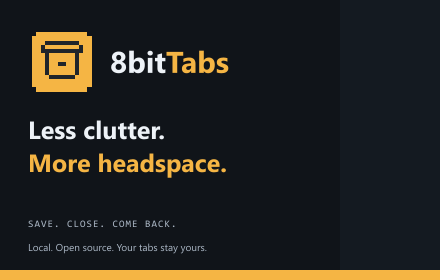 8bitTabs
Less clutter.
More headspace.
SAVE. CLOSE. COME BACK.
Local. Open source. Your tabs stay yours.